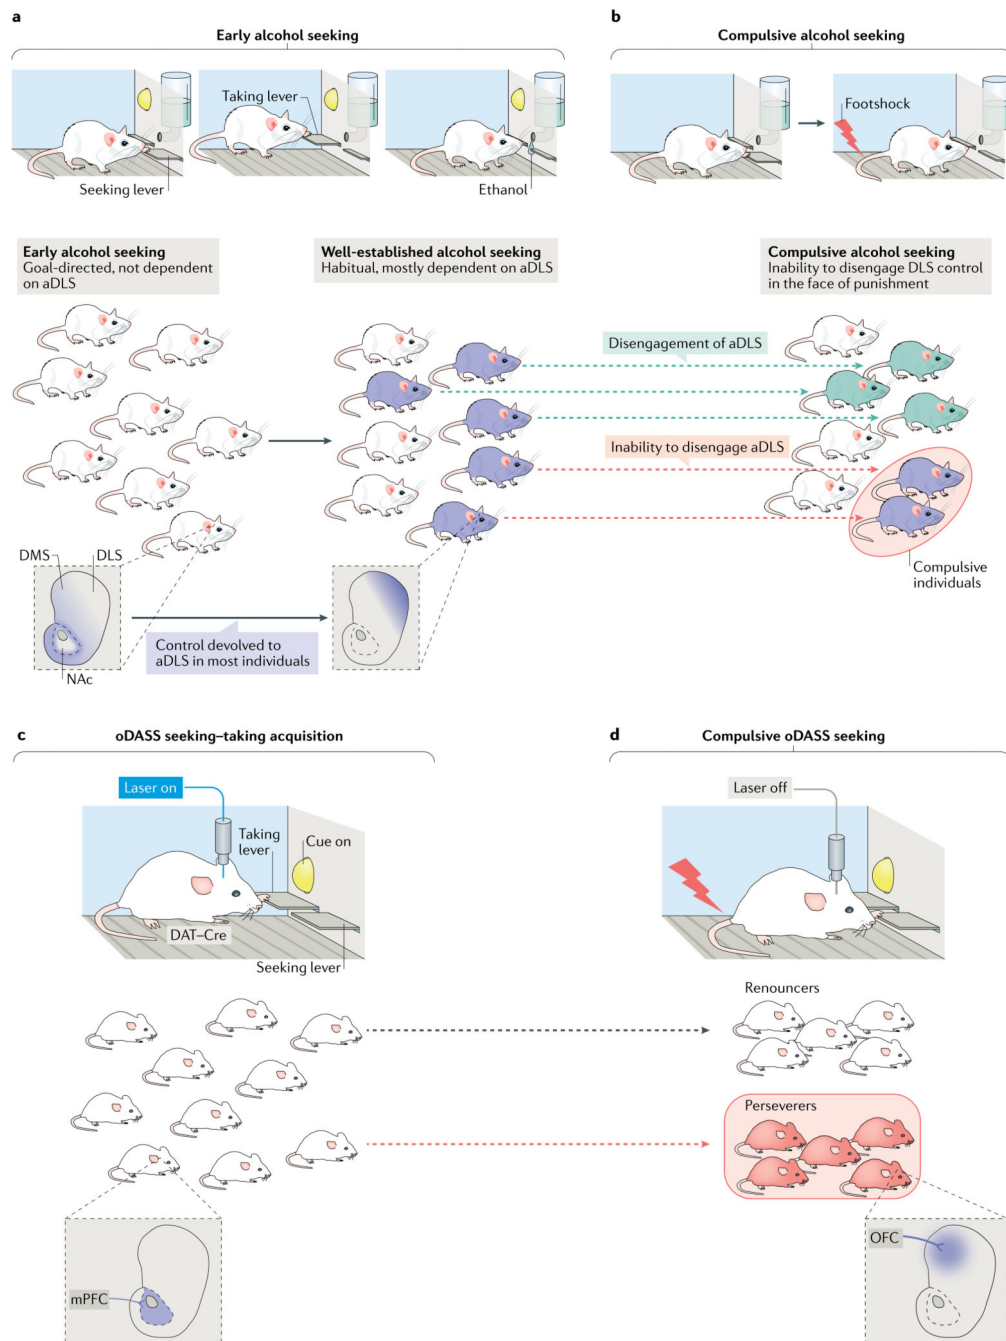 a
Early alcohol seeking
Taking lever
Seeking lever
Ethanol
b
Compulsive alcohol seeking
Footshock
Early alcohol seeking
Goal-directed, not dependent
on aDLS
Well-established alcohol seeking
Habitual, mostly dependent on aDLS
Compulsive alcohol seeking
Inability to disengage DLS control
in the face of punishment
Disengagement of aDLS
Inability to disengage aDLS
Compulsive
individuals
DMS
DLS
NAc
Control devolved to
aDLS in most individuals
c
oDASS seeking–taking acquisition
Laser on
Taking
lever
Cue on
DAT–Cre
Seeking lever
d
Compulsive oDASS seeking
Laser off
Renouncers
Perseverers
mPFC
OFC